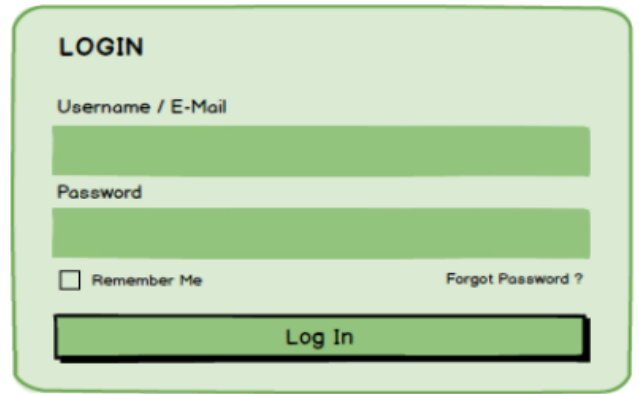 LOGIN
Username / E-Mail
Password
Remember Me
Forgot Password ?
Log In